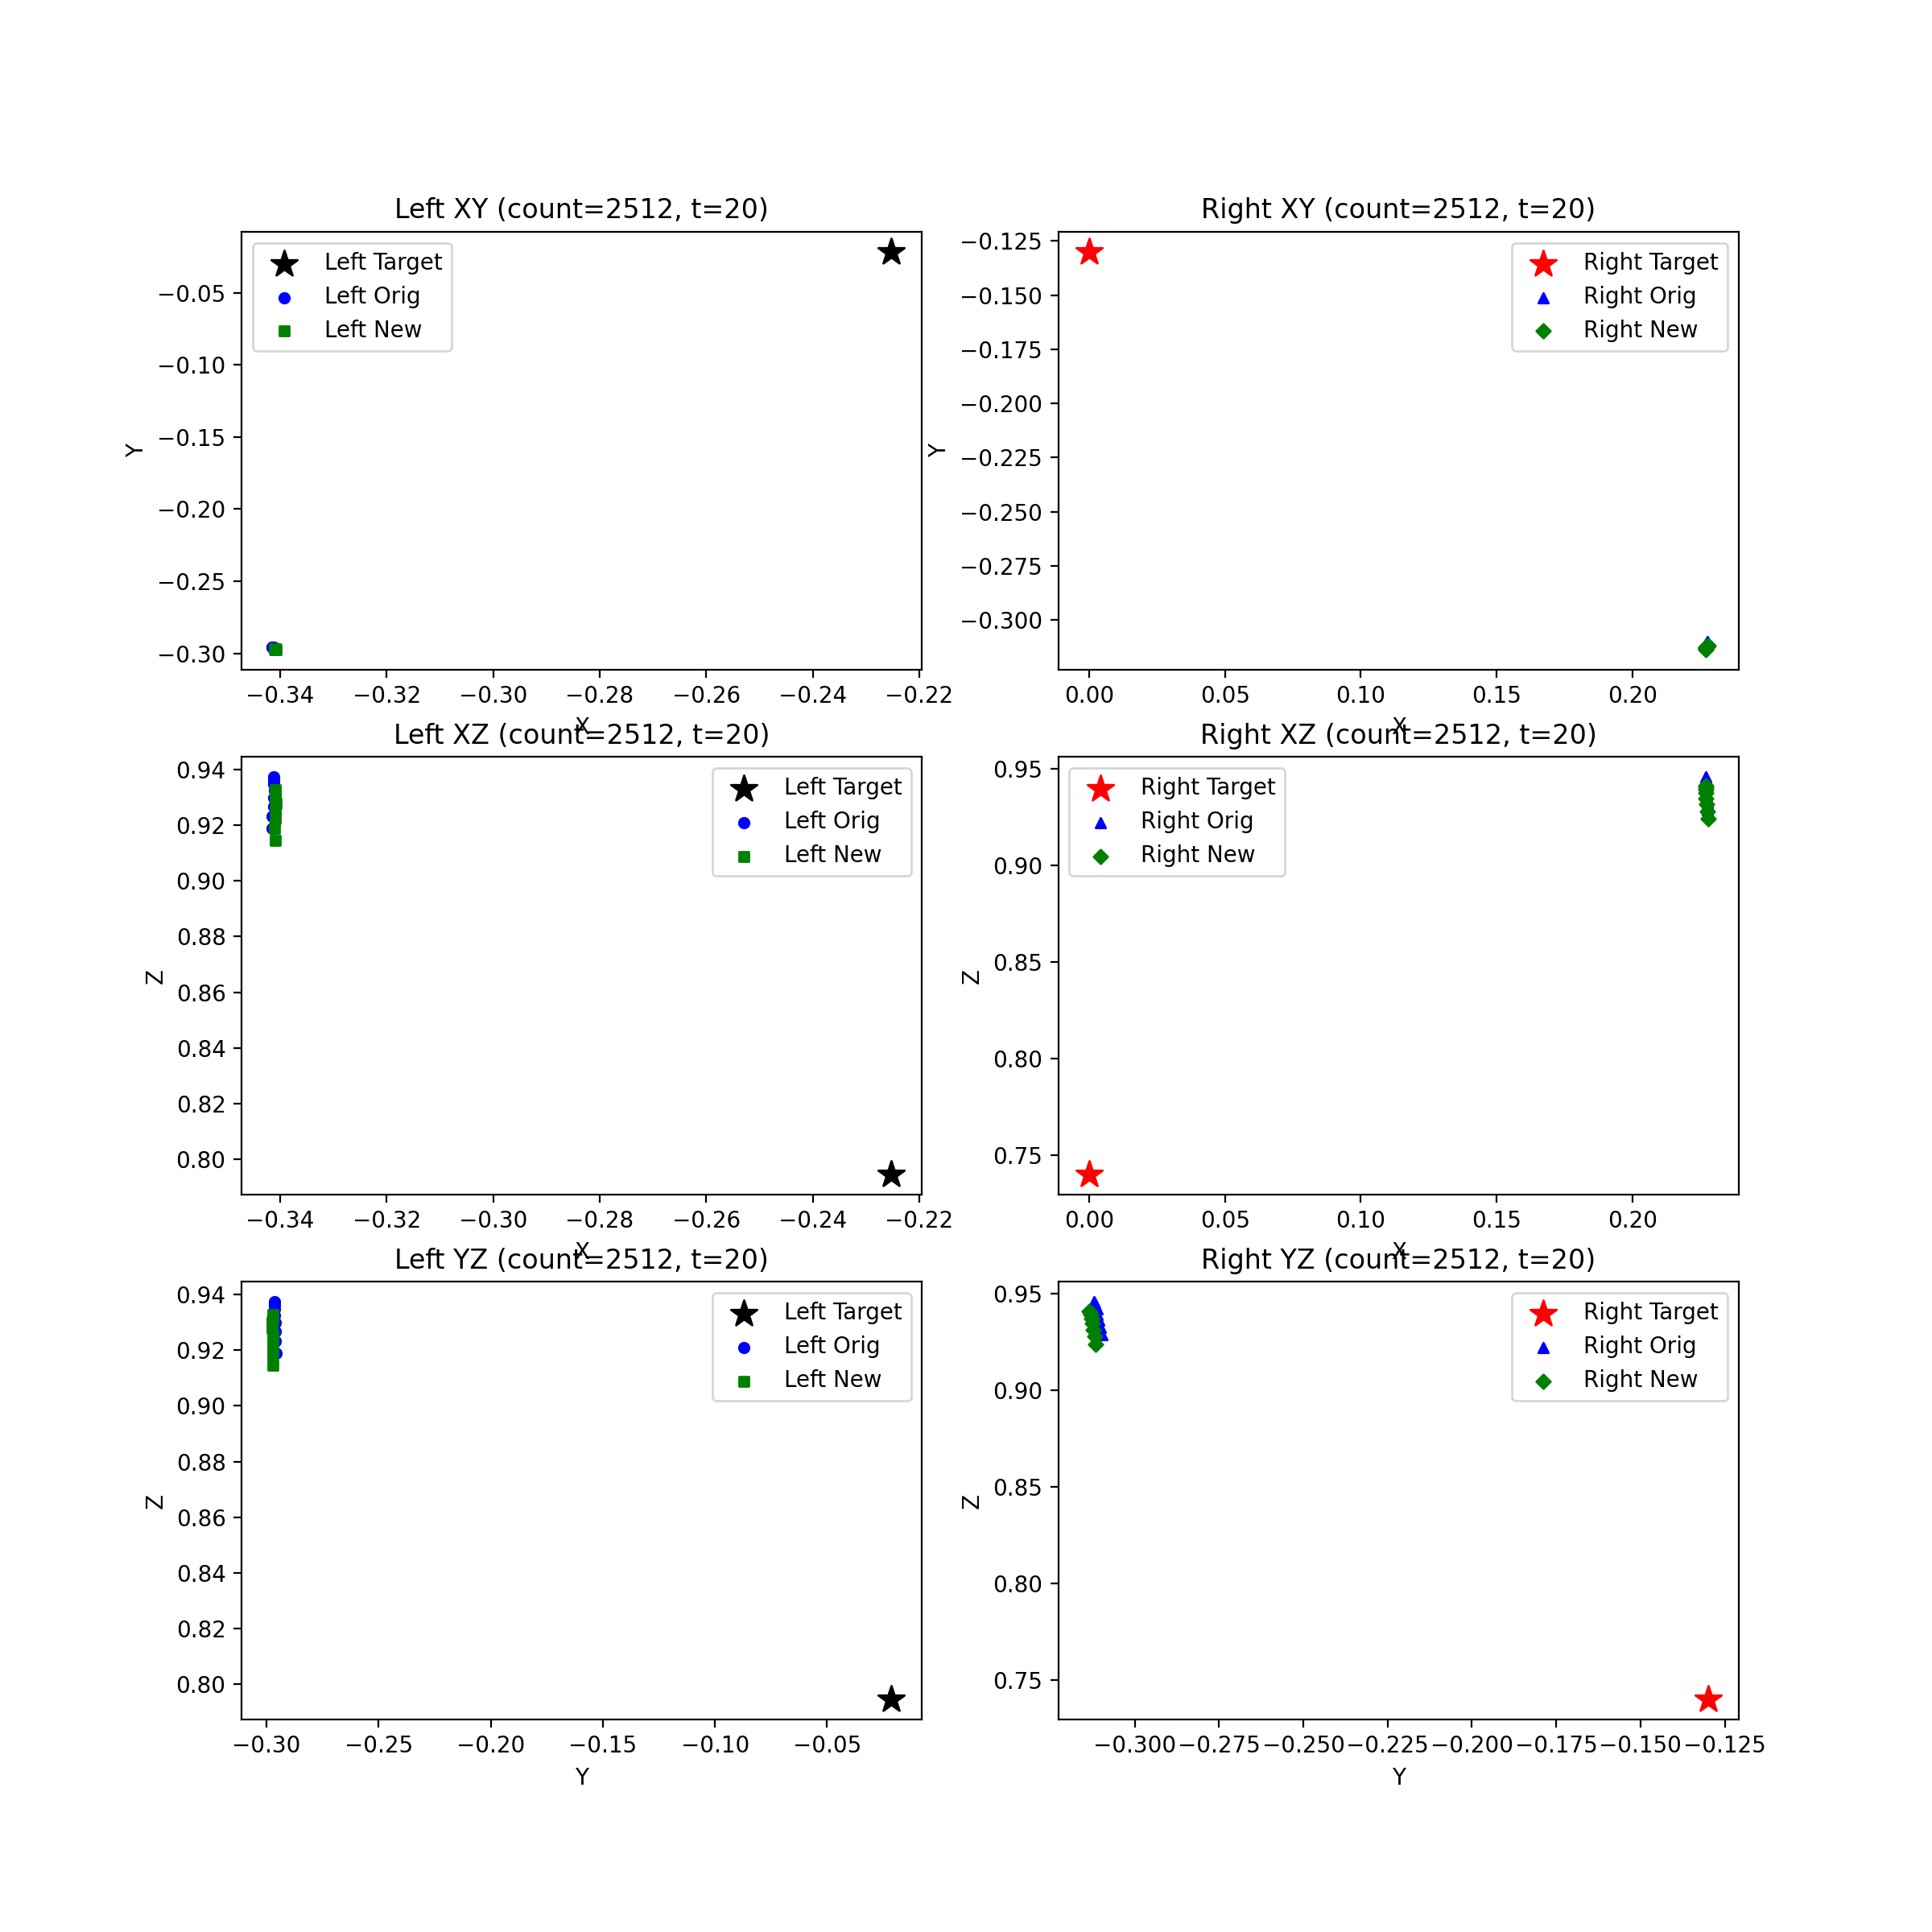 Left XY (count=2512, t=20)
Left Target
Left Orig
Left New
−0.05
−0.10
−0.15
−0.20
−0.25
−0.30
Y
−0.34
−0.32
−0.30
−0.28
−0.26
−0.24
−0.22
X
Right XY (count=2512, t=20)
Right Target
Right Orig
Right New
−0.125
−0.150
−0.175
−0.200
−0.225
−0.250
−0.275
−0.300
Y
0.00
0.05
0.10
0.15
0.20
X
Left XZ (count=2512, t=20)
Left Target
Left Orig
Left New
0.94
0.92
0.90
0.88
0.86
0.84
0.82
0.80
Z
−0.34
−0.32
−0.30
−0.28
−0.26
−0.24
−0.22
X
Right XZ (count=2512, t=20)
Right Target
Right Orig
Right New
0.95
0.90
0.85
0.80
0.75
Z
0.00
0.05
0.10
0.15
0.20
X
Left YZ (count=2512, t=20)
Left Target
Left Orig
Left New
0.94
0.92
0.90
0.88
0.86
0.84
0.82
0.80
Z
−0.30
−0.25
−0.20
−0.15
−0.10
−0.05
Y
Right YZ (count=2512, t=20)
Right Target
Right Orig
Right New
0.95
0.90
0.85
0.80
0.75
Z
−0.300
−0.275
−0.250
−0.225
−0.200
−0.175
−0.150
−0.125
Y